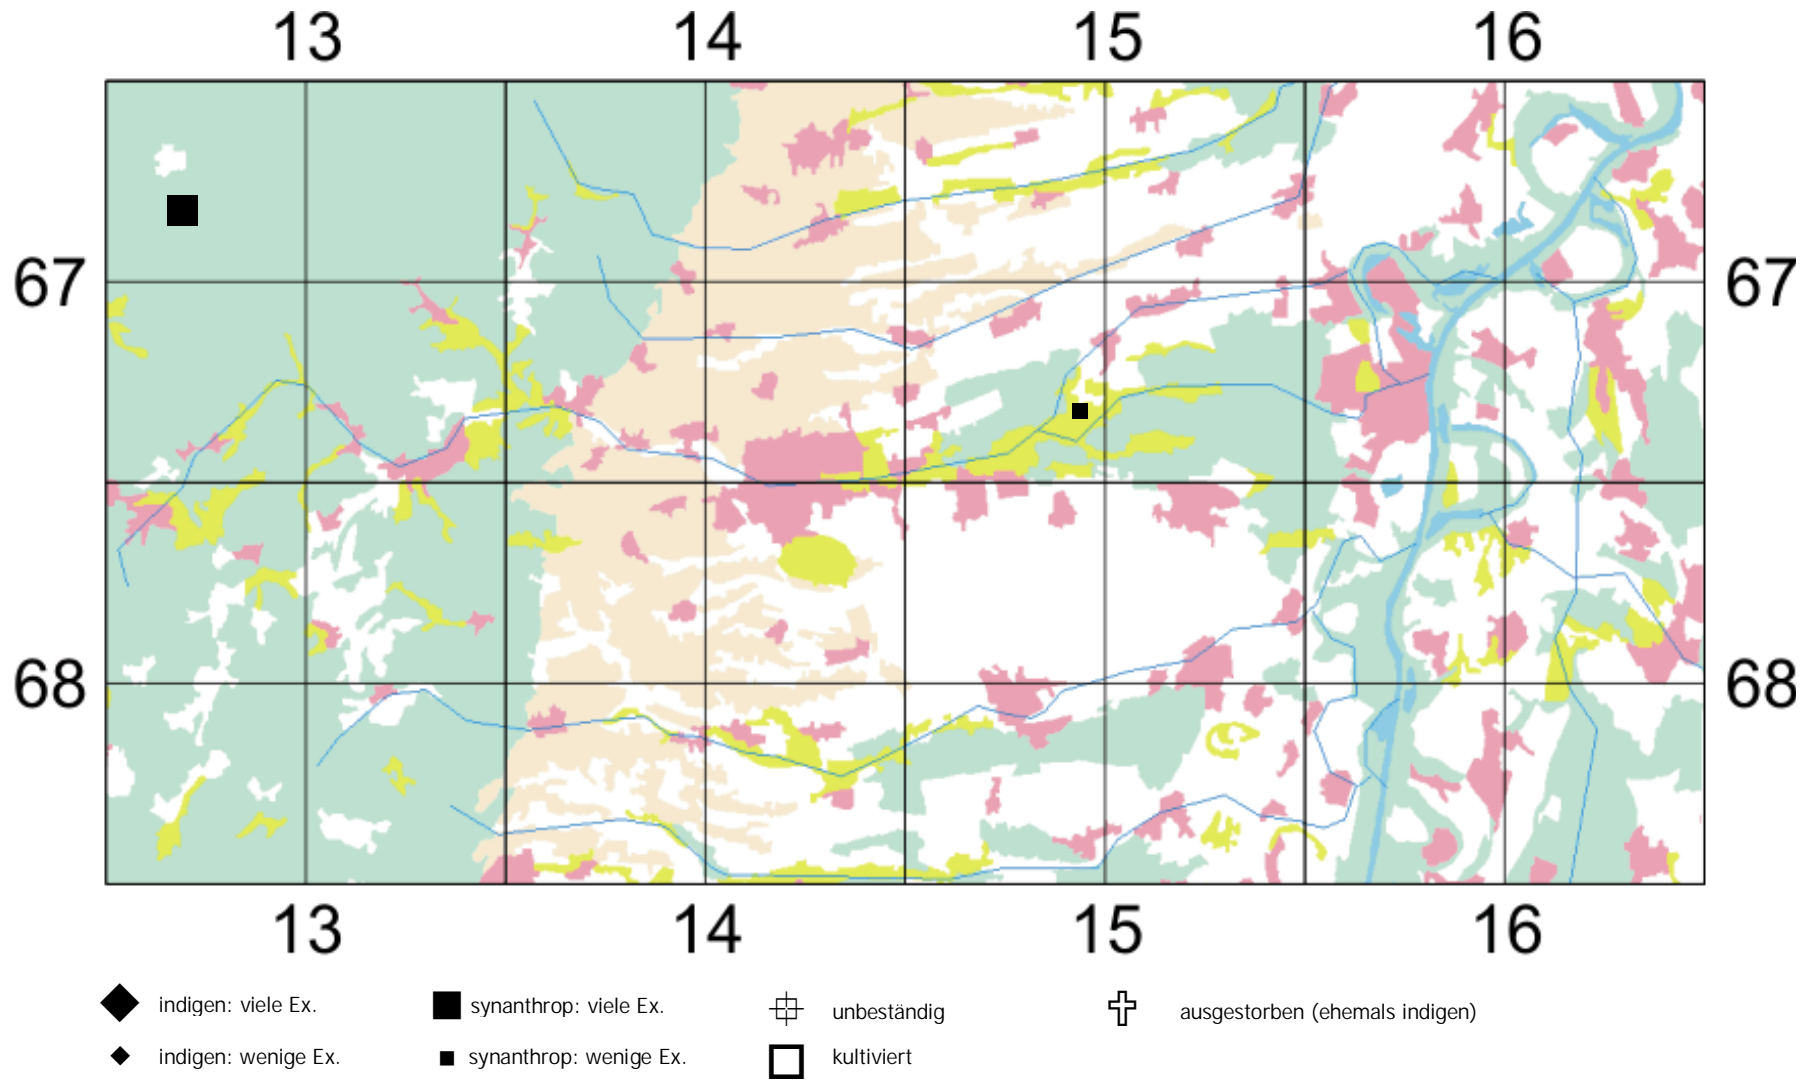 13 14 15 16
67 67
68 68
13 14 15 16
indigen: viele Ex. synanthrop: viele Ex. unbeständig ausgestorben (ehemals indigen)
indigen: wenige Ex. synanthrop: wenige Ex. kultiviert